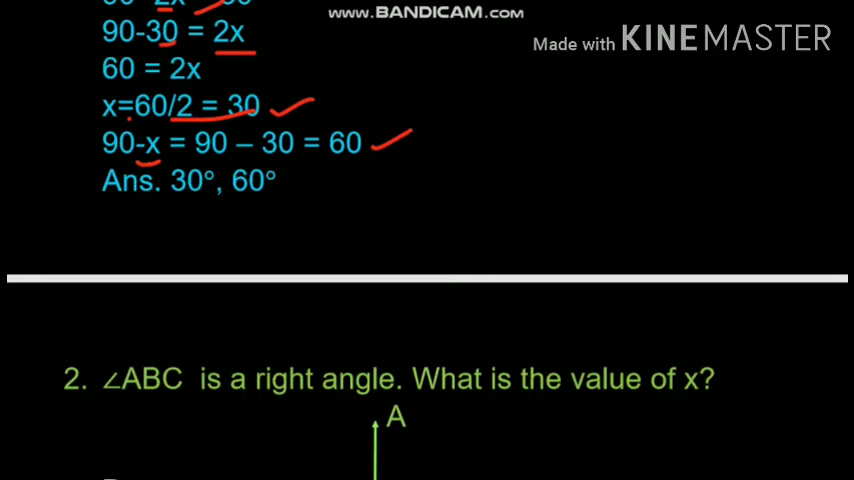 www.BANDICAM.com
Made with KINEMASTER
90-30 = 2x
60 = 2x
x=60/2 = 30
90-x = 90 – 30 = 60
Ans. 30°, 60°
2. ∠ABC is a right angle. What is the value of x?
A